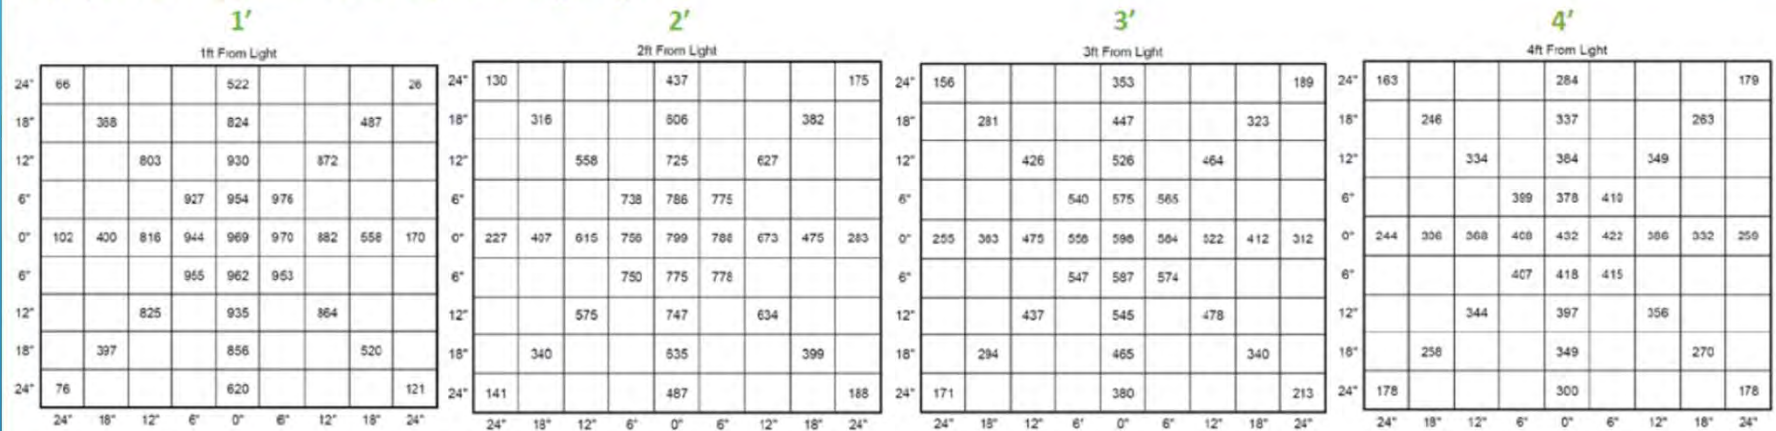 1′ 2′ 3′ 4′
1ft From Light 2ft From Light 3ft From Light 4ft From Light
24" 66 522 26 24" 130 437 175 24" 156 353 189 24" 163 284 179
18" 388 824 487 18" 316 606 382 18" 281 447 323 18" 246 337 263
12" 803 930 872 12" 558 725 627 12" 426 526 464 12" 334 384 349
6" 927 954 976 6" 738 786 775 6" 540 575 565 6" 399 378 410
0" 102 400 816 944 969 970 882 558 170 0" 227 407 615 756 799 788 673 475 283 0" 255 363 475 558 596 584 522 412 312 0" 244 306 368 408 432 422 386 332 259
6" 965 962 953 6" 750 775 778 6" 547 587 574 6" 407 418 415
12" 825 935 864 12" 575 747 634 12" 437 545 478 12" 344 397 356
18" 397 856 520 18" 340 635 399 18" 294 465 340 18" 258 349 270
24" 76 620 121 24" 141 487 188 24" 171 380 213 24" 178 300 178
24" 18" 12" 6' 0" 6" 12" 18" 24" 24" 18" 12" 6" 0" 6" 12" 18" 24" 24" 18" 12" 6' 0" 6" 12" 18" 24" 24" 18" 12" 6" 0" 6" 12" 18" 24"